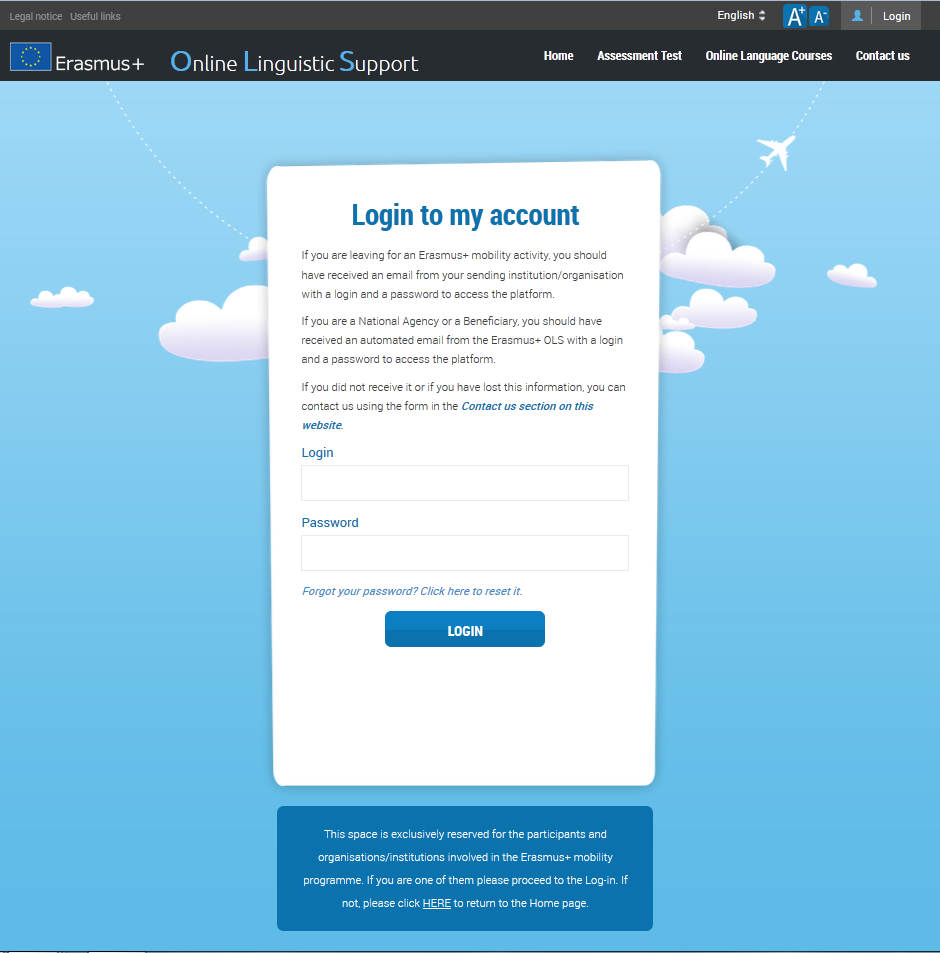 Legal notice Useful links
English A+ A- Login
Erasmus+ Online Linguistic Support
Home Assessment Test Online Language Courses Contact us
Login to my account
If you are leaving for an Erasmus+ mobility activity, you should
have received an email from your sending institution/organisation
with a login and a password to access the platform.
If you are a National Agency or a Beneficiary, you should have
received an automated email from the Erasmus+ OLS with a login
and a password to access the platform.
If you did not receive it or if you have lost this information, you can
contact us using the form in the Contact us section on this
website.
Login
Password
Forgot your password? Click here to reset it.
LOGIN
This space is exclusively reserved for the participants and
organisations/institutions involved in the Erasmus+ mobility
programme. If you are one of them please proceed to the Log-in. If
not, please click HERE to return to the Home page.